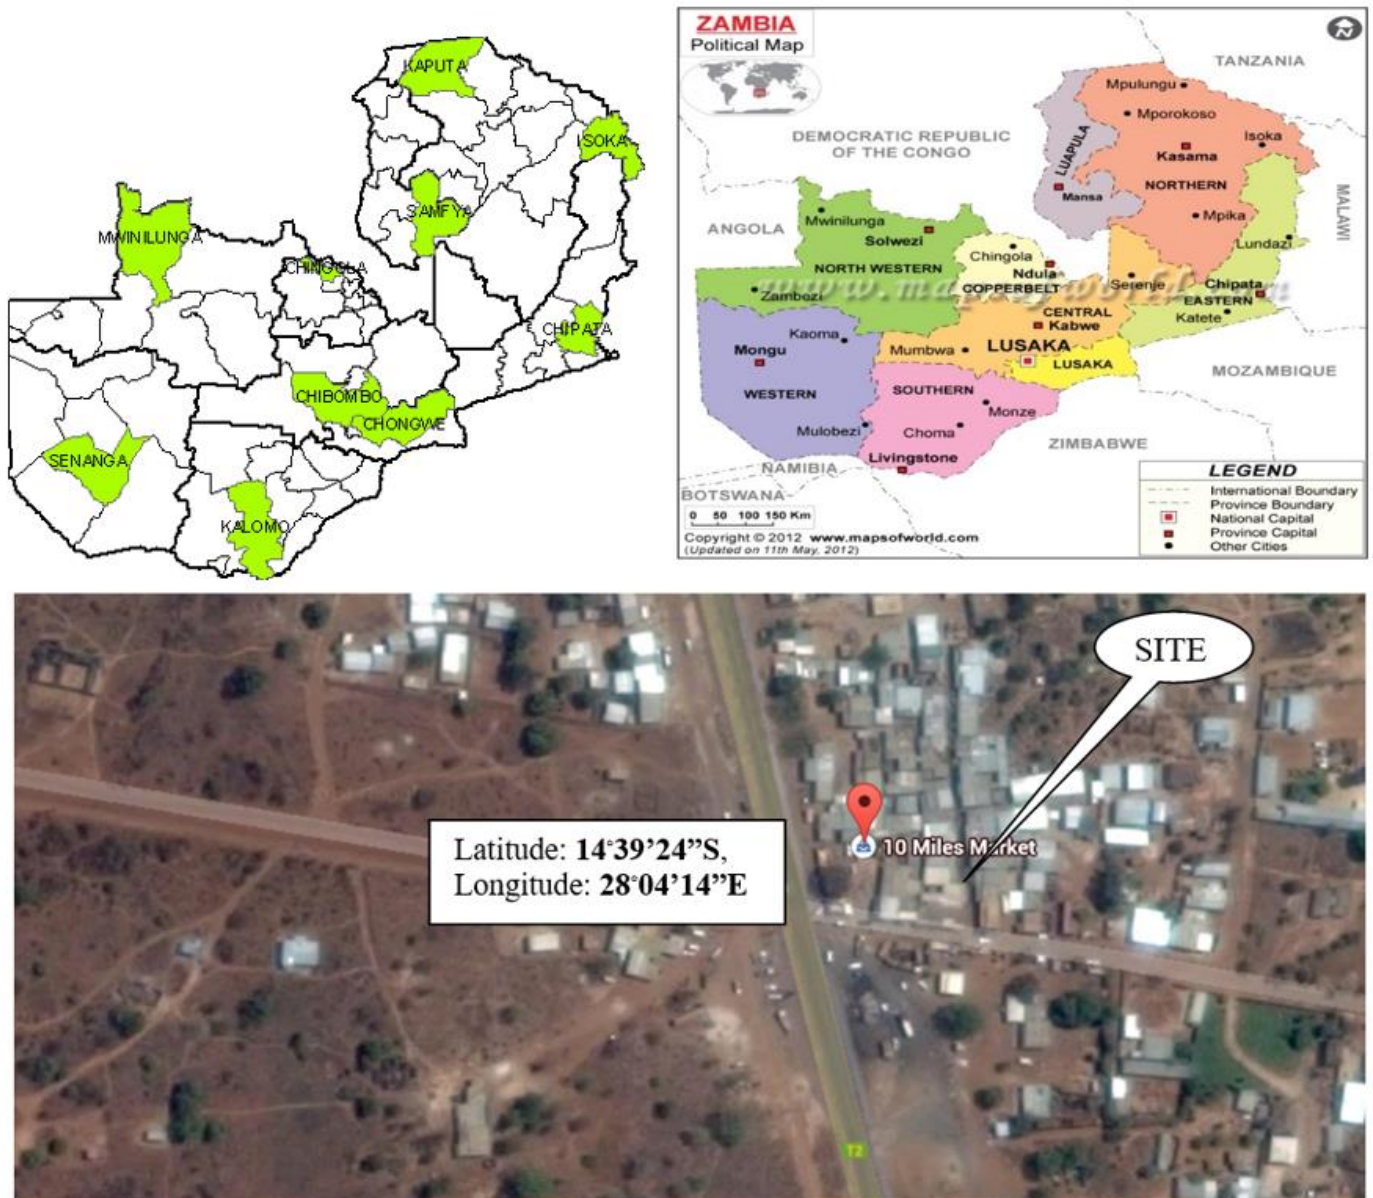 KAPUTA
ISOKA
SAMFYA
MWINILUNGA
CHINGOLA
CHIPATA
CHIBOMBO
CHONGWE
SENANGA
KALOMO
ZAMBIA
Political Map
N
TANZANIA
Mpulungu
Mporokoso
DEMOCRATIC REPUBLIC
OF THE CONGO
Isoka
LUAPULA
Kasama
NORTHERN
Mansa
MALAWI
Mwinilunga
Mpika
ANGOLA
Solwezi
Lundazi
Chingola
NORTH WESTERN
Ndula
Serenje
Chipata
COPPERBELT
www.mapsofworld.com
Zambezi
EASTERN
CENTRAL
Katete
Kabwe
Kaoma
LUSAKA
Mongu
Mumbwa
LUSAKA
MOZAMBIQUE
WESTERN
SOUTHERN
Monze
Mulobezi
Choma
ZIMBABWE
Livingstone
NAMIBIA
BOTSWANA
0 50 100 150 Km
Copyright © 2012 www.mapsofworld.com
(Updated on 11th May, 2012)
LEGEND
International Boundary
Province Boundary
National Capital
Province Capital
Other Cities
SITE
10 Miles Market
Latitude: 14°39’24”S,
Longitude: 28°04’14”E
T2